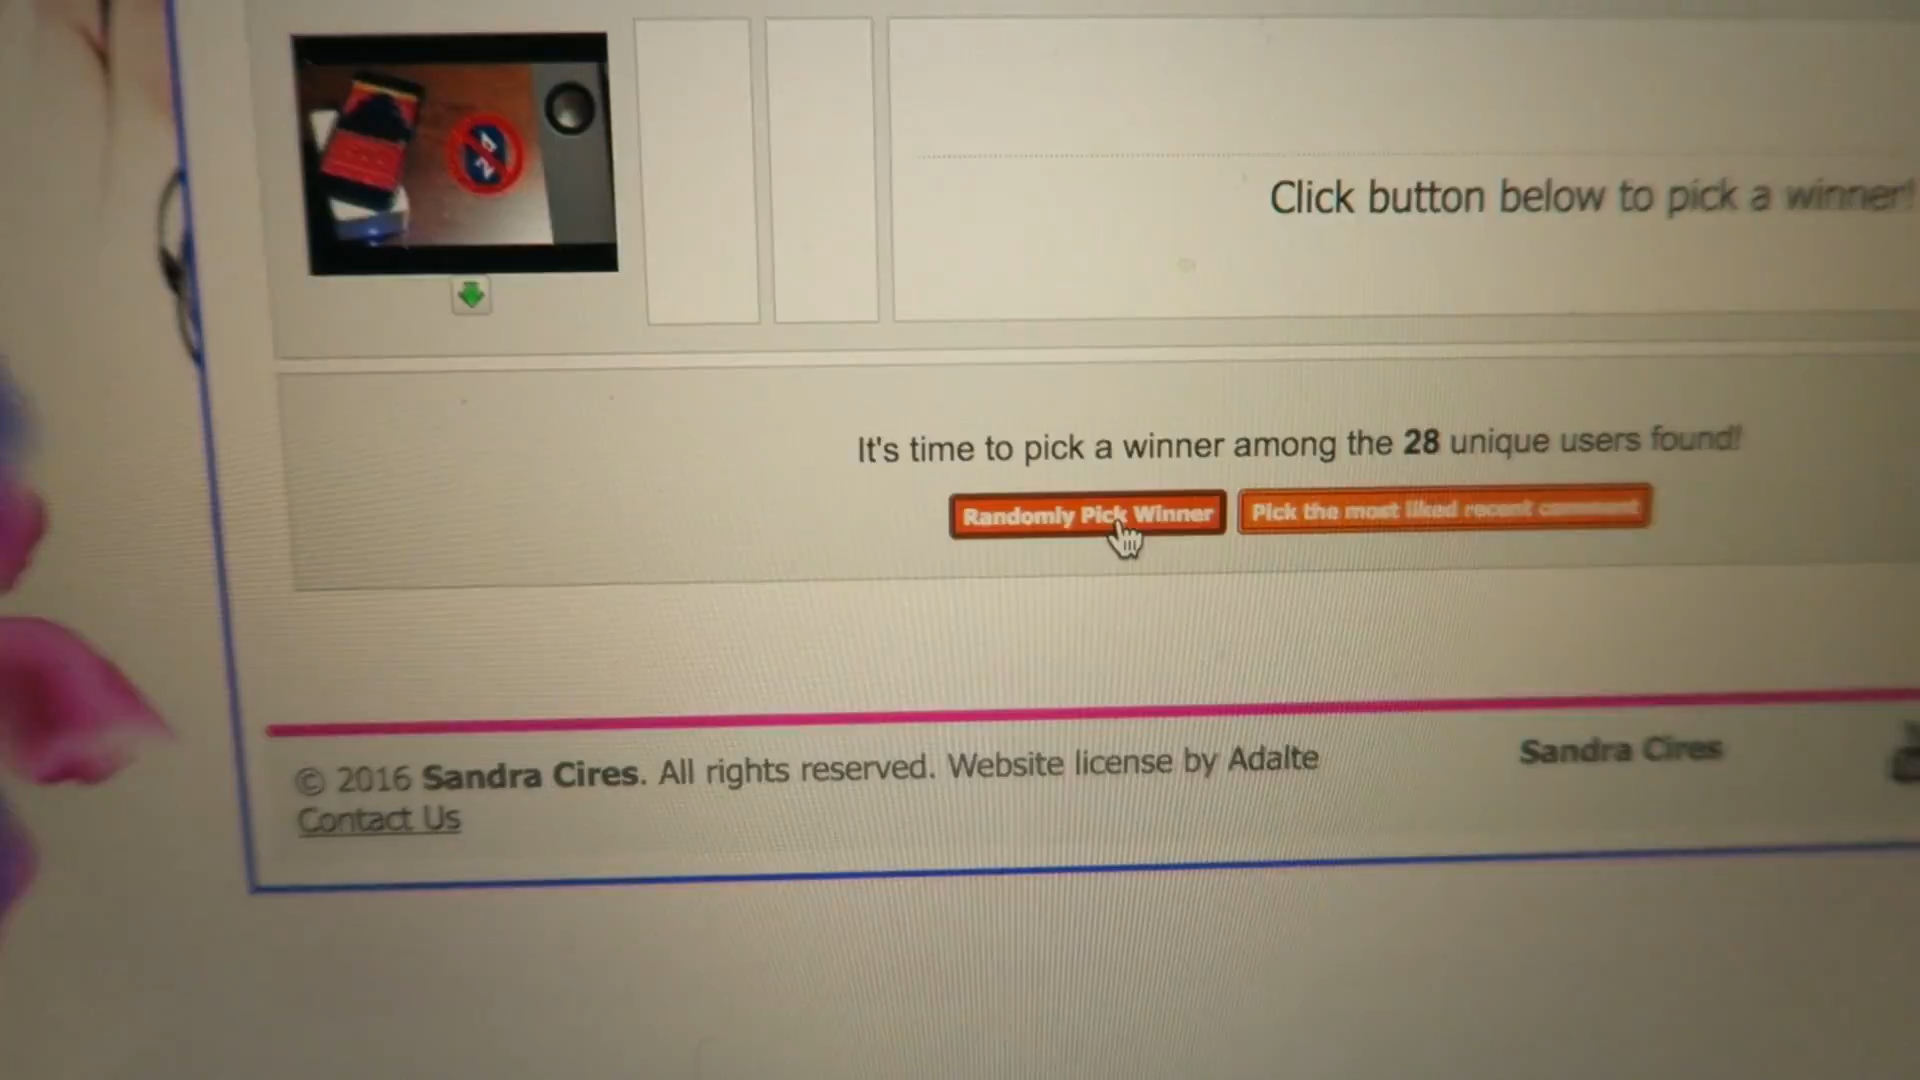 Click button below to pick a winner!
It's time to pick a winner among the 28 unique users found!
Randomly Pick Winner
Pick the most liked recent comment
© 2016 Sandra Cires. All rights reserved. Website license by Adalte
Sandra Cires
Contact Us